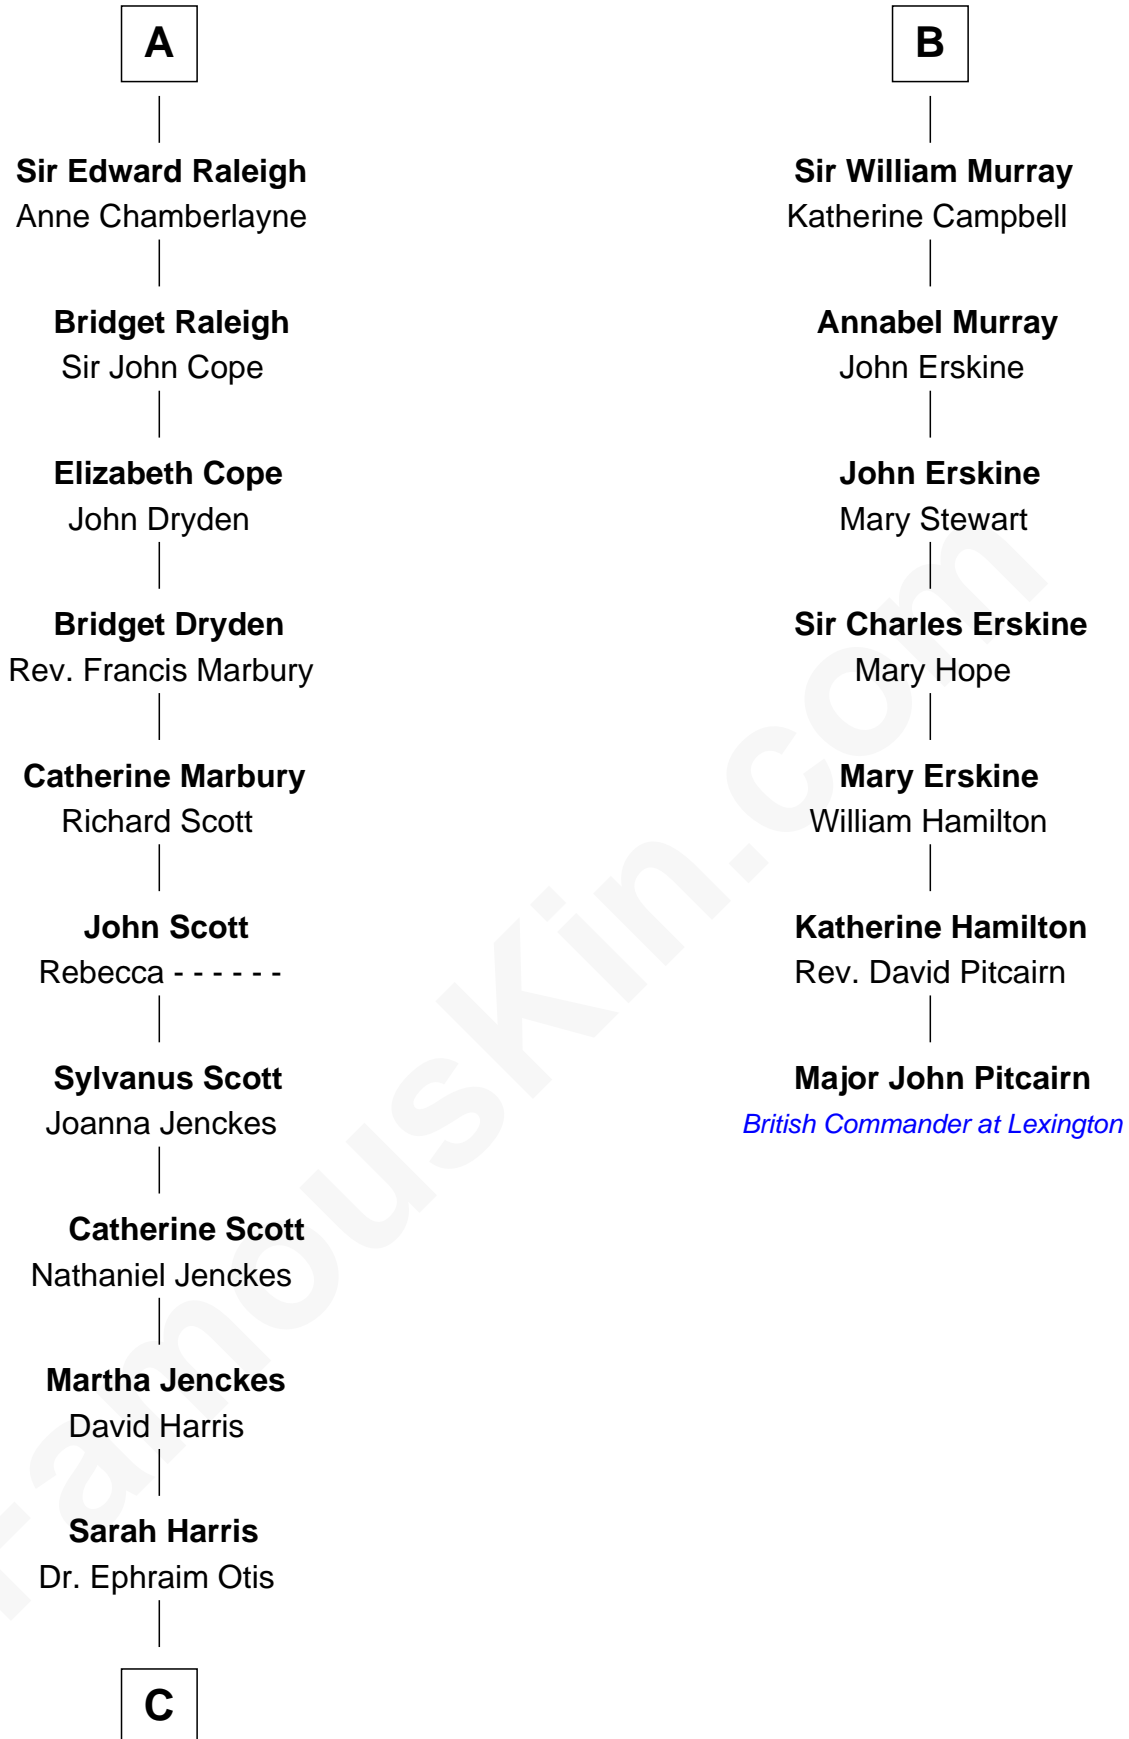 A
Sir Edward Raleigh
Anne Chamberlayne
Bridget Raleigh
Sir John Cope
Elizabeth Cope
John Dryden
Bridget Dryden
Rev. Francis Marbury
Catherine Marbury
Richard Scott
John Scott
Rebecca - - - - - -
Sylvanus Scott
Joanna Jenckes
Catherine Scott
Nathaniel Jenckes
Martha Jenckes
David Harris
Sarah Harris
Dr. Ephraim Otis
C
B
Sir William Murray
Katherine Campbell
Annabel Murray
John Erskine
John Erskine
Mary Stewart
Sir Charles Erskine
Mary Hope
Mary Erskine
William Hamilton
Katherine Hamilton
Rev. David Pitcairn
Major John Pitcairn
British Commander at Lexington
FamousKin.com